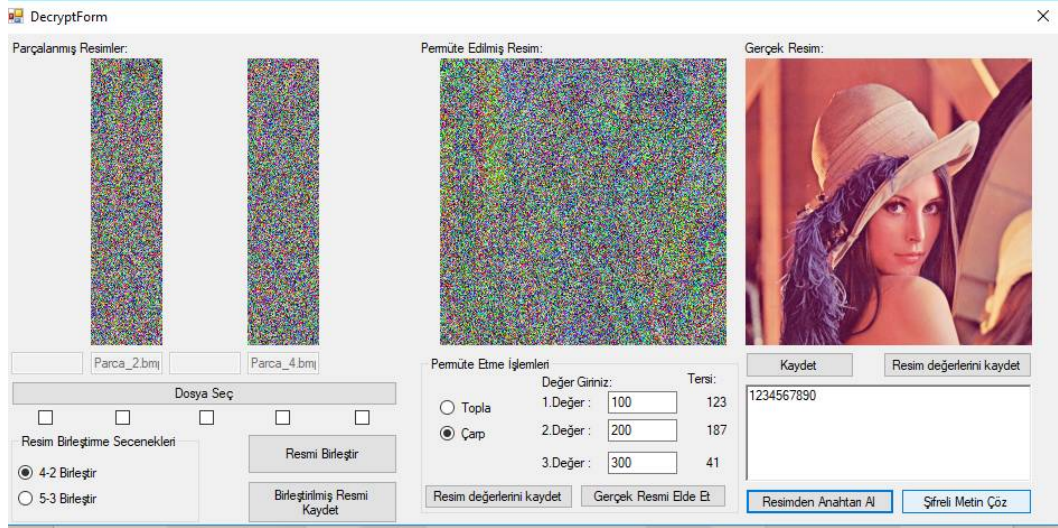 DecryptForm
Parçalanmış Resimler:
Permüte Edilmiş Resim:
Gerçek Resim:
Parca_2.bmp
Parca_4.bmp
Dosya Seç
Resim Birleştirme Secenekleri
4-2 Birleştir
5-3 Birleştir
Resmi Birleştir
Birleştirilmiş Resmi
Kaydet
Permüte Etme İşlemleri
Değer Giriniz:
Tersi:
Topla
Çarp
1.Değer : 100 123
2.Değer : 200 187
3.Değer : 300 41
Resim değerlerini kaydet
Gerçek Resmi Elde Et
Kaydet
Resim değerlerini kaydet
1234567890
Resimden Anahtarı Al
Şifreli Metin Çöz